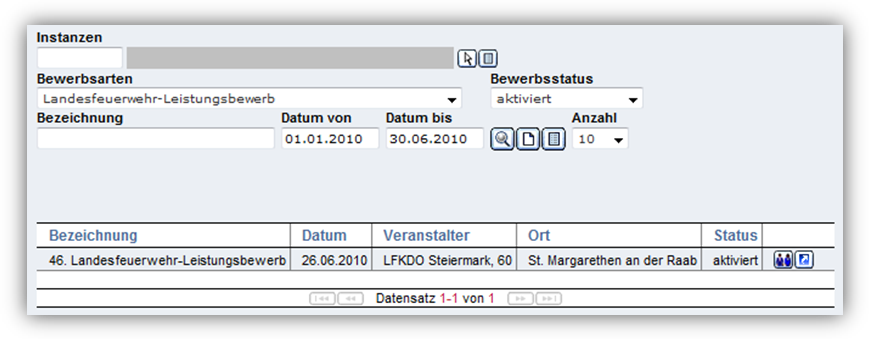 Instanzen
Bewerbsarten Bewerbsstatus
Landesfeuerwehr-Leistungsbewerb aktiviert
Bezeichnung Datum von Datum bis Anzahl
01.01.2010 30.06.2010 10
Bezeichnung Datum Veranstalter Ort Status
46. Landesfeuerwehr-Leistungsbewerb 26.06.2010 LFKDO Steiermark, 60 St. Margarethen an der Raab aktiviert
Datensatz 1-1 von 1